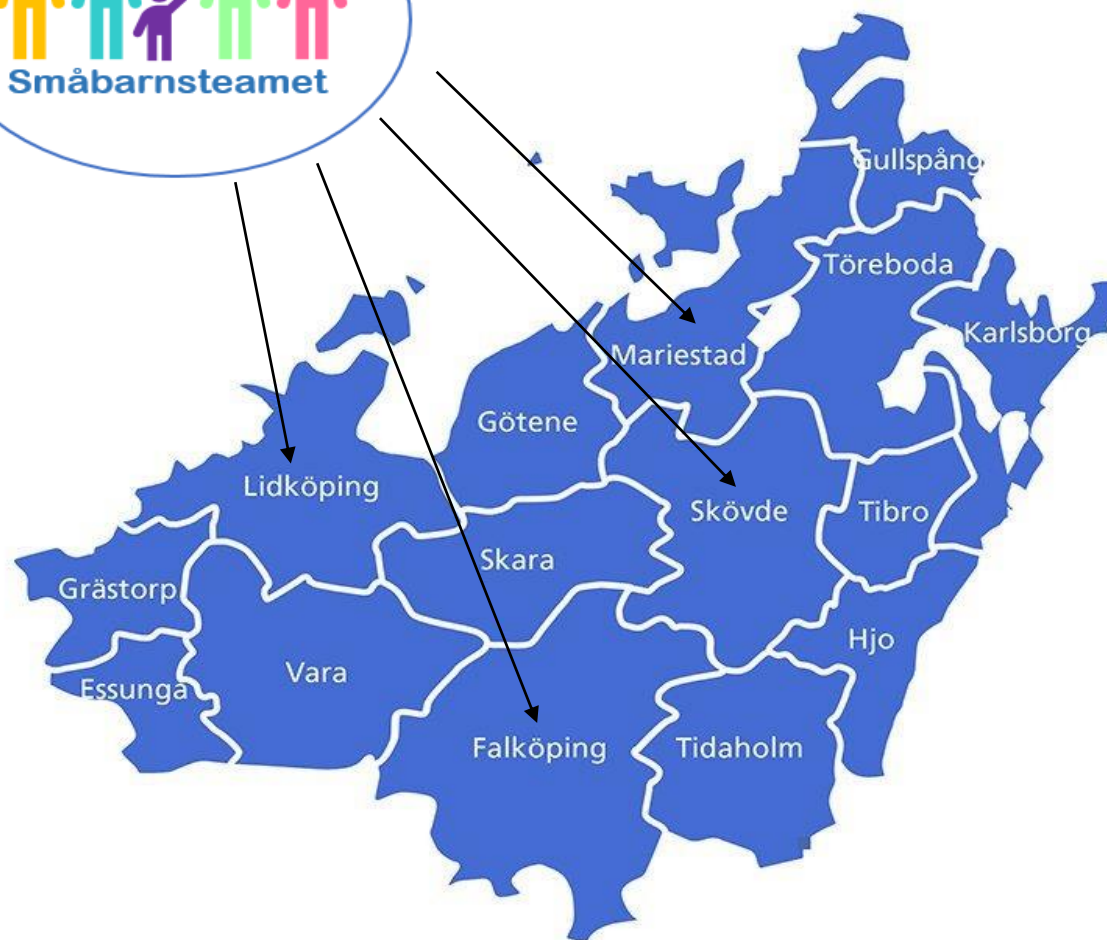 Småbarnsteamet
Gullspång
Töreboda
Karlsborg
Mariestad
Götene
Lidköping
Skövde
Tibro
Skara
Grästorp
Hjo
Vara
Essunga
Falköping
Tidaholm